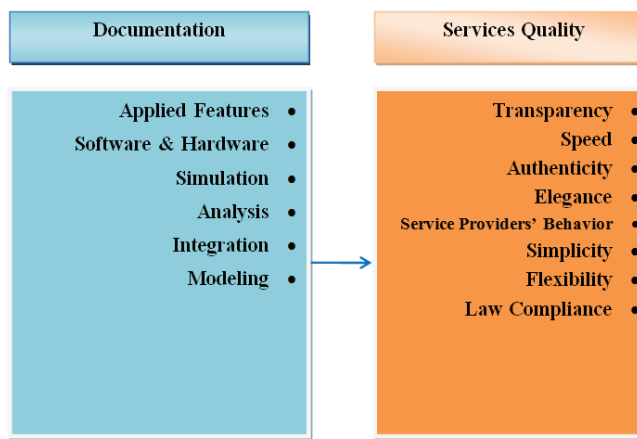 Documentation
Services Quality
Applied Features •
Software & Hardware •
Simulation •
Analysis •
Integration •
Modeling •
Transparency •
Speed •
Authenticity •
Elegance •
Service Providers’ Behavior •
Simplicity •
Flexibility •
Law Compliance •